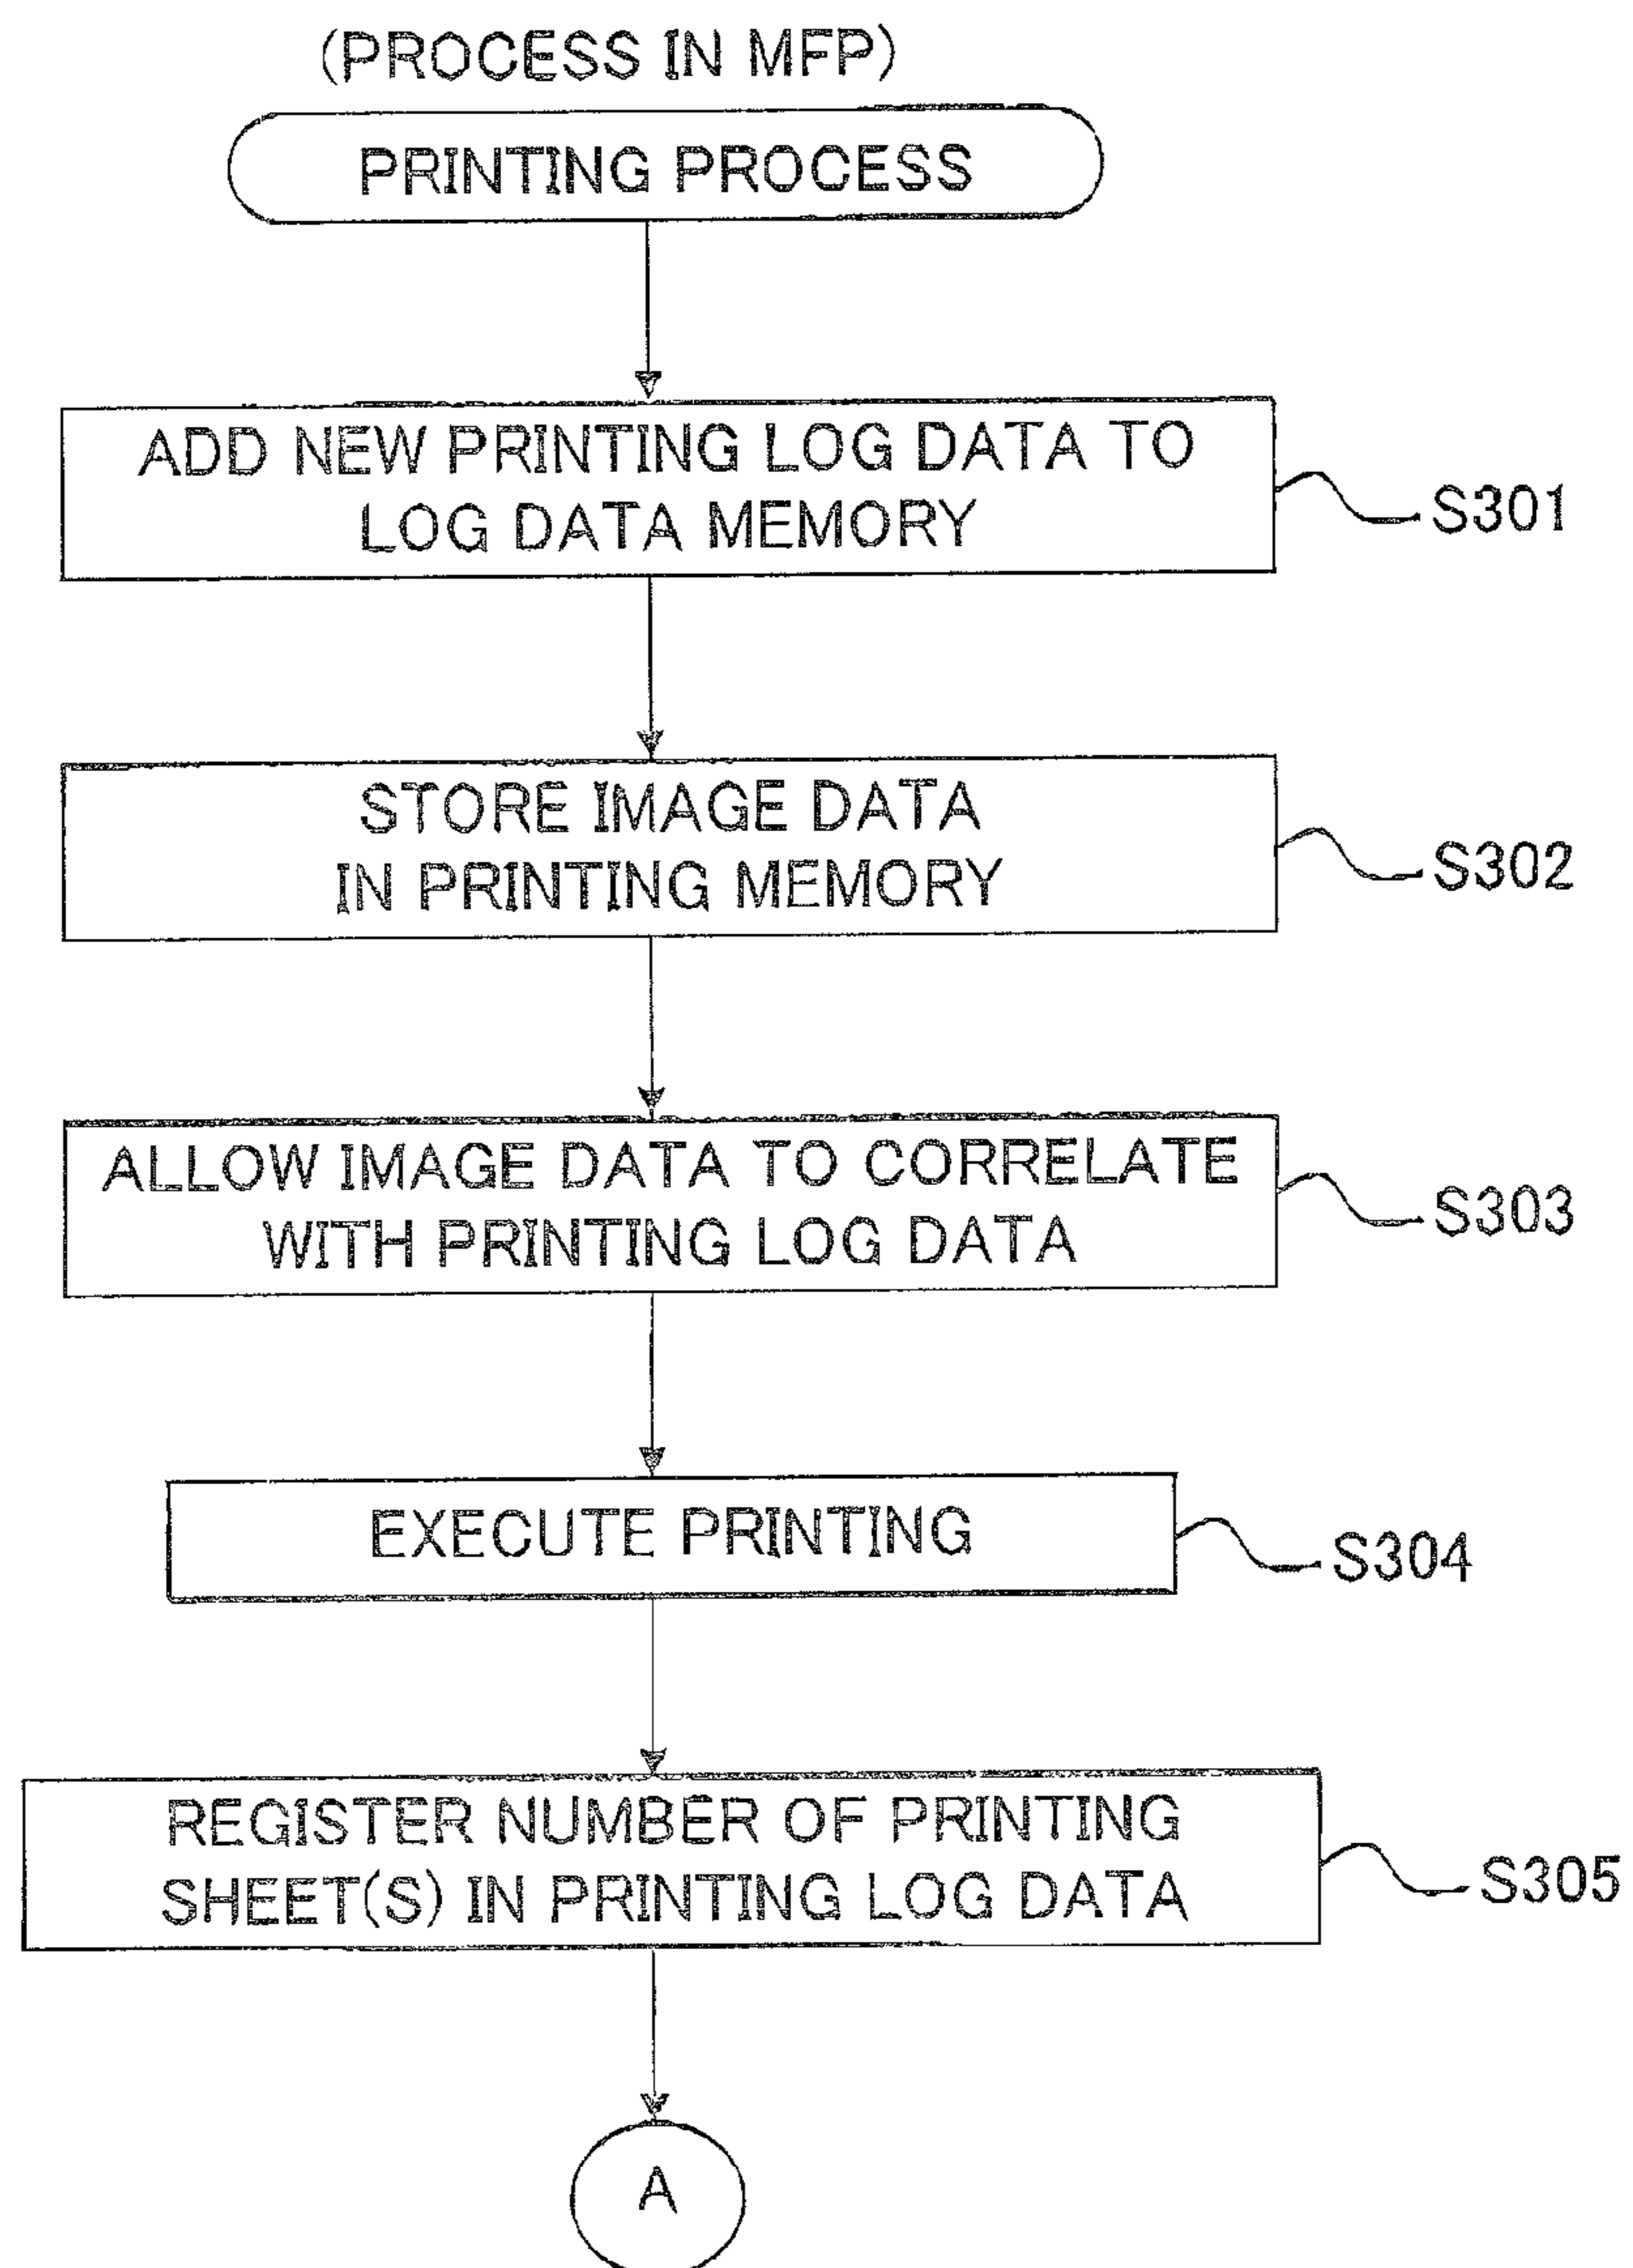 (PROCESS IN MFP)
PRINTING PROCESS
ADD NEW PRINTING LOG DATA TO
LOG DATA MEMORY
S301
STORE IMAGE DATA
IN PRINTING MEMORY
S302
ALLOW IMAGE DATA TO CORRELATE
WITH PRINTING LOG DATA
S303
EXECUTE PRINTING
S304
REGISTER NUMBER OF PRINTING
SHEET(S) IN PRINTING LOG DATA
S305
A